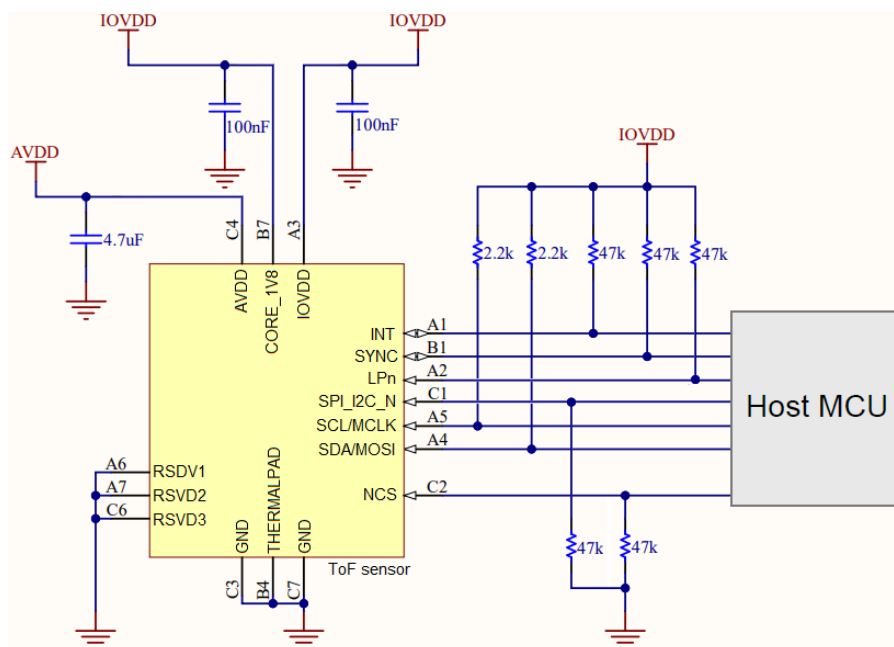 IOVDD
IOVDD
100nF
100nF
AVDD
IOVDD
4.7uF
C4
B7
A3
2.2k
2.2k
47k
47k
47k
AVDD
CORE_1V8
IOVDD
INT
A1
SYNC
B1
LPn
A2
SPI_I2C_N
C1
SCL/MCLK
A5
SDA/MOSI
A4
Host MCU
A6
RSDV1
A7
RSVD2
C6
RSVD3
NCS
C2
GND
THERMALPAD
GND
47k
47k
ToF sensor
C3
B4
C7